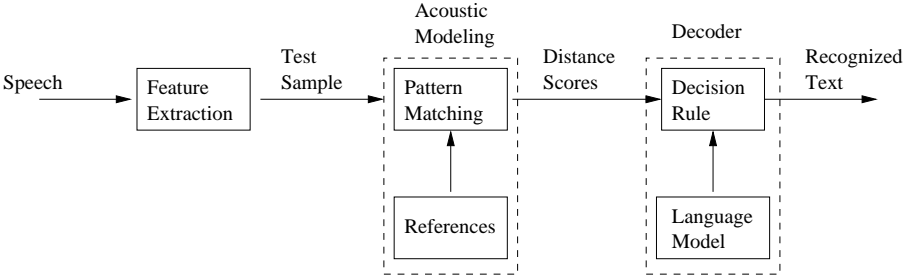 Speech
Feature
Extraction
Test
Sample
Acoustic
Modeling
Pattern
Matching
References
Distance
Scores
Decoder
Decision
Rule
Language
Model
Recognized
Text